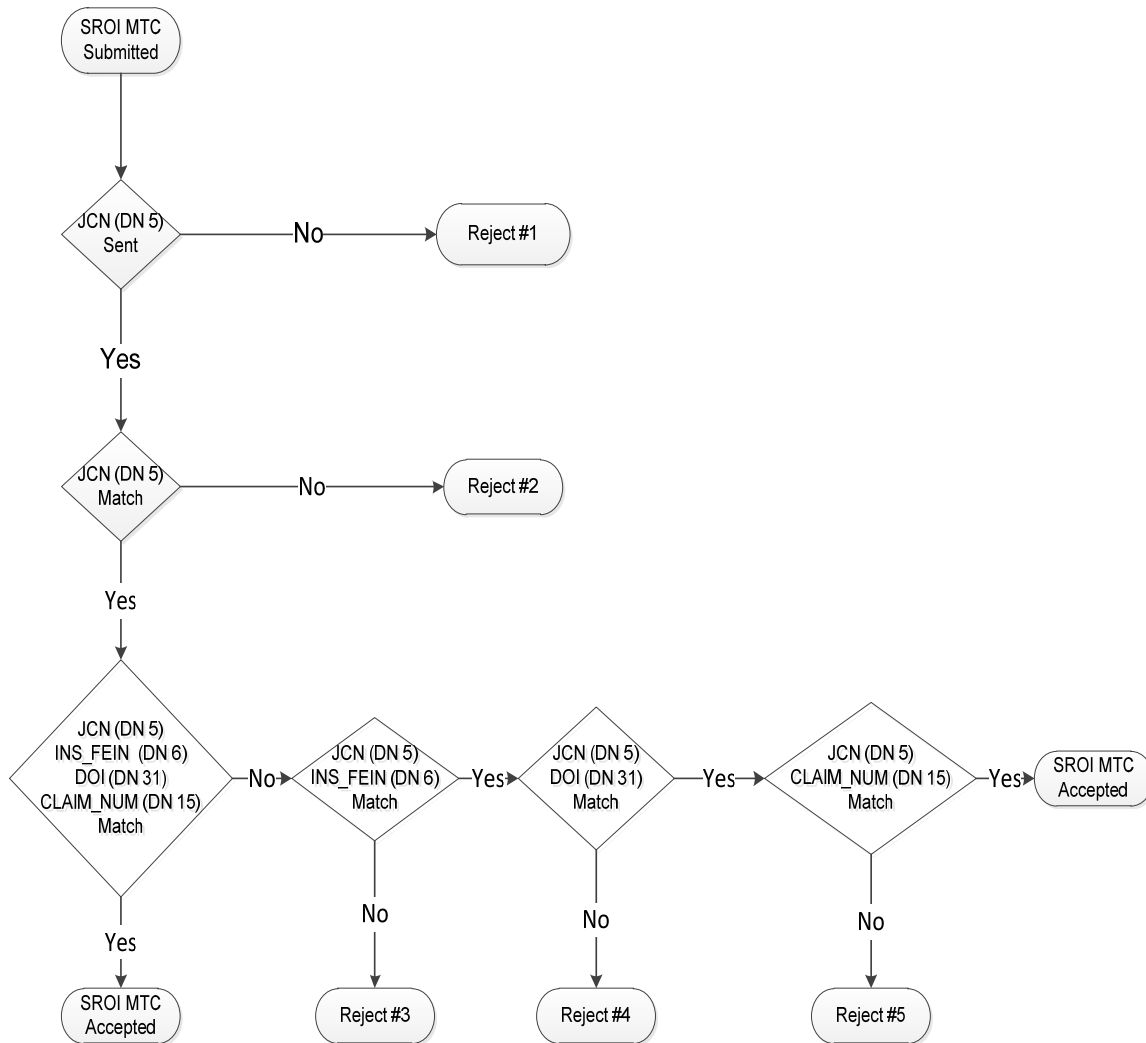 SROI MTC
Submitted
JCN (DN 5)
Sent
No
Reject #1
Yes
JCN (DN 5)
Match
No
Reject #2
Yes
JCN (DN 5)
INS_FEIN (DN 6)
DOI (DN 31)
CLAIM_NUM (DN 15)
Match
No
JCN (DN 5)
INS_FEIN (DN 6)
Match
Yes
JCN (DN 5)
DOI (DN 31)
Match
Yes
JCN (DN 5)
CLAIM_NUM (DN 15)
Match
Yes
SROI MTC
Accepted
Yes
No
No
No
SROI MTC
Accepted
Reject #3
Reject #4
Reject #5